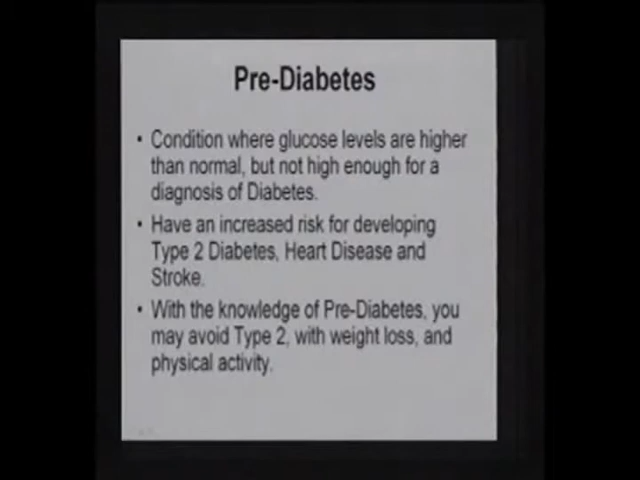 Pre-Diabetes
• Condition where glucose levels are higher
than normal, but not high enough for a
diagnosis of Diabetes.
• Have an increased risk for developing
Type 2 Diabetes, Heart Disease and
Stroke.
• With the knowledge of Pre-Diabetes, you
may avoid Type 2, with weight loss, and
physical activity.